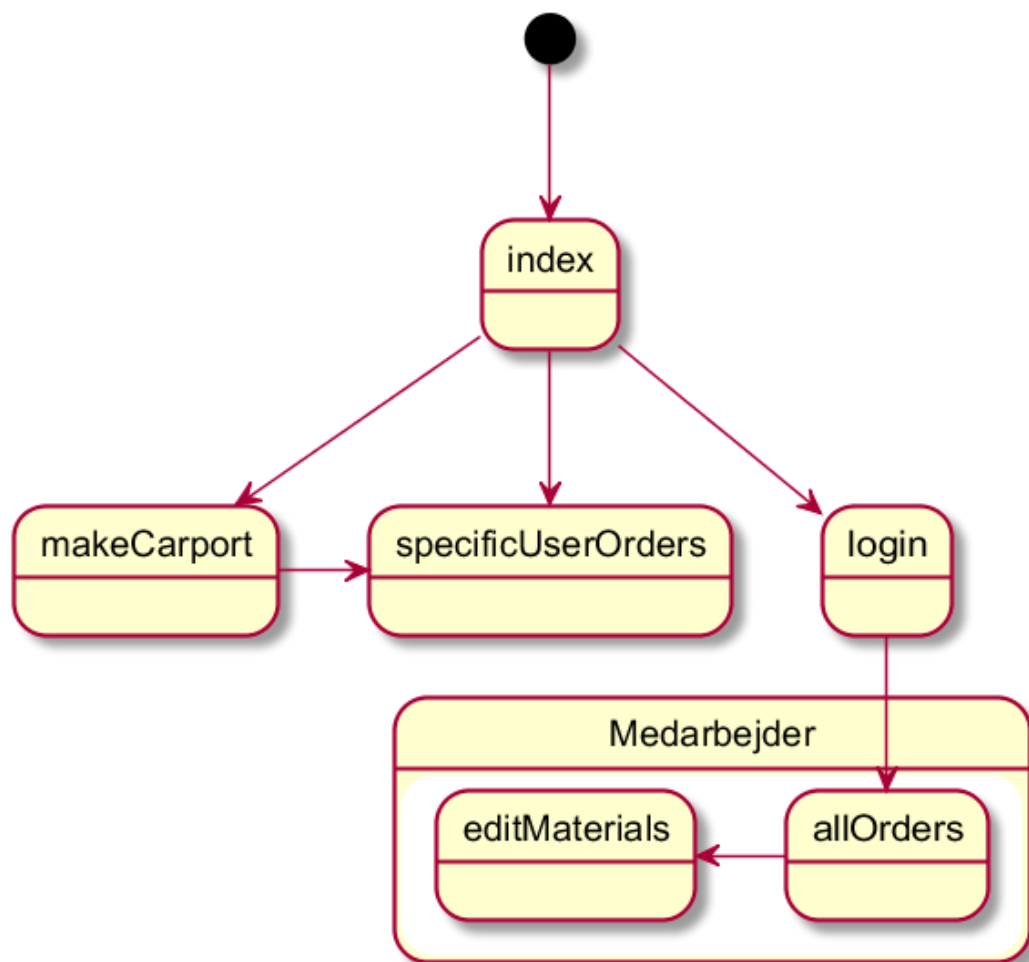 index
makeCarport
specificUserOrders
login
Medarbejder
editMaterials
allOrders